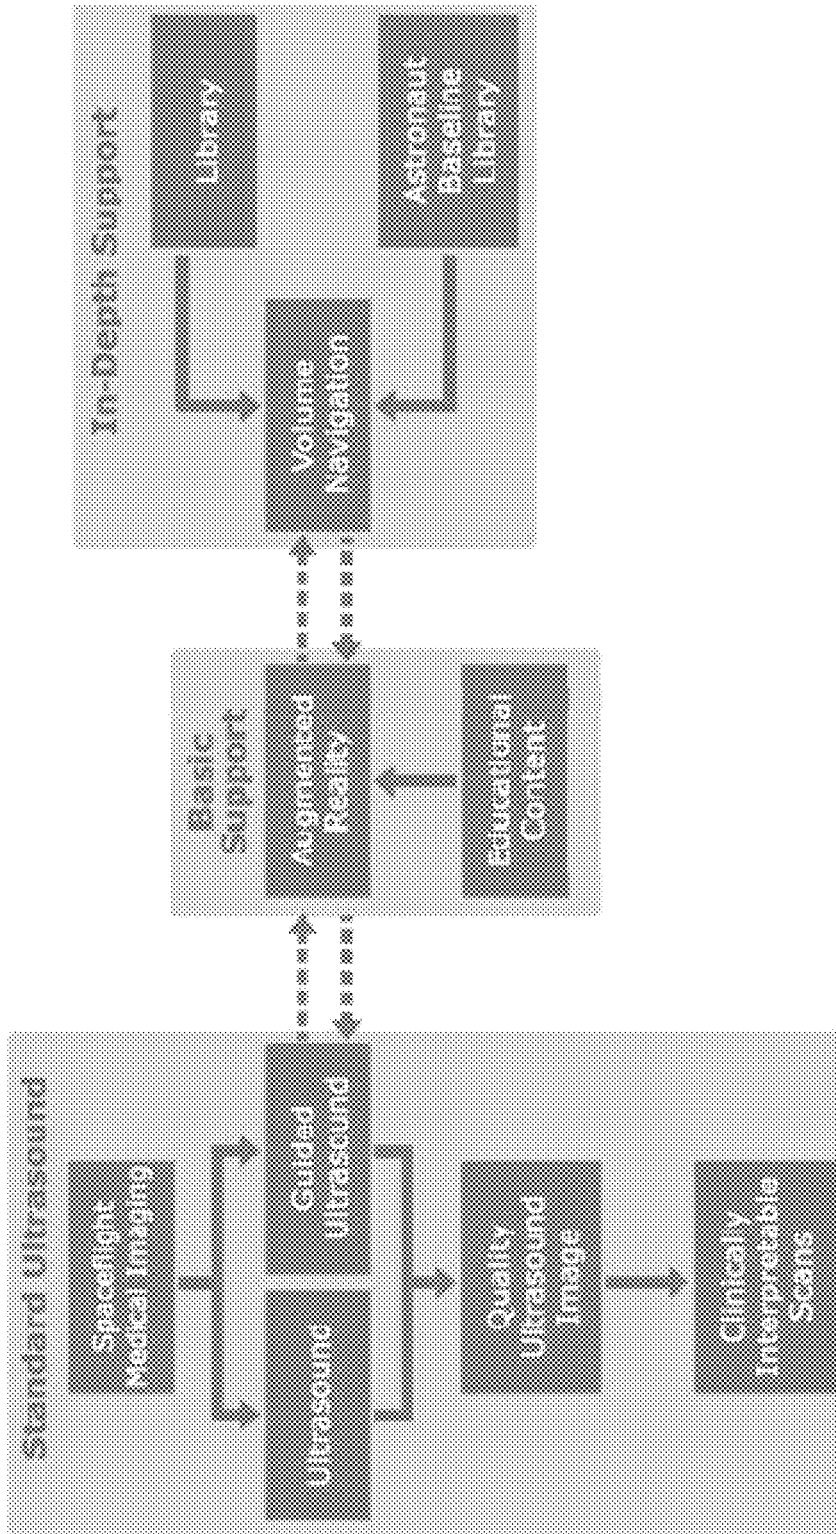 Standard Ultrasound
Spaceflight
Medical Imaging
Ultrasound
Guided
Ultrasound
Quality
Ultrasound
Image
Clinically
Interpretable
Scans
Basic
Support
Augmented
Reality
Educational
Content
In-Depth Support
Library
Volume
Navigation
Astronaut
Baseline
Library